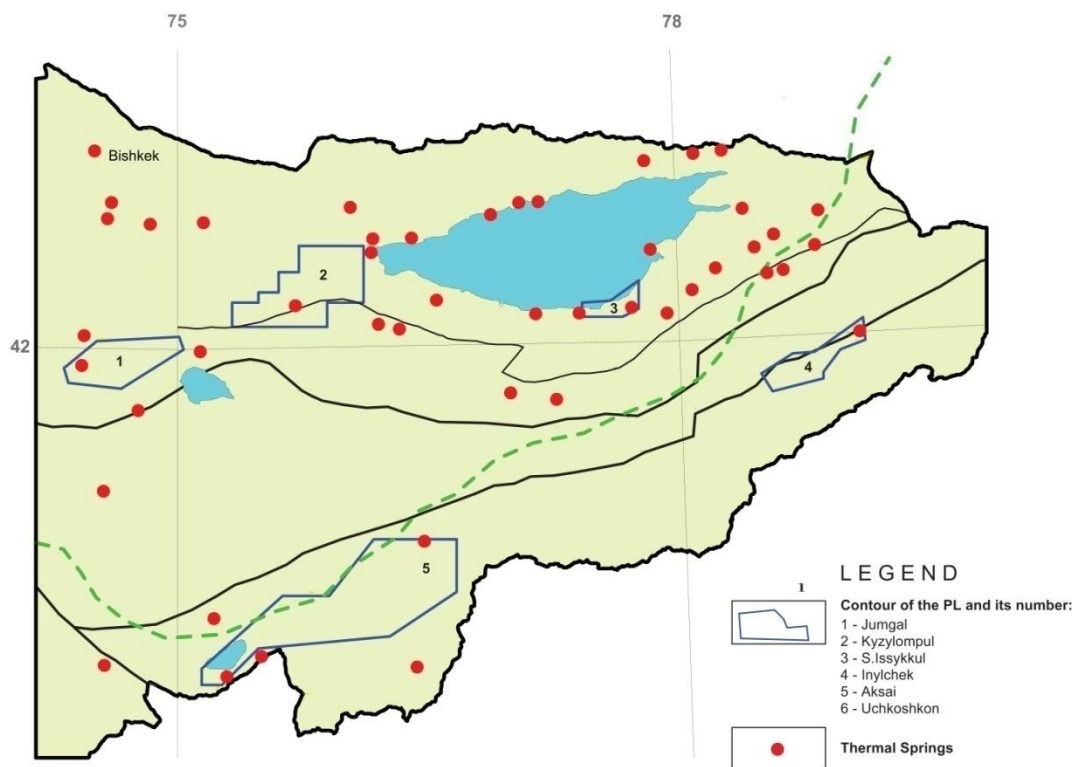 75 78
Bishkek
2
3
42
1
4
5
1
LEGEND
Contour of the PL and its number:
1 - Jumgal
2 - Kyzylompul
3 - S.Issykkul
4 - Inylchek
5 - Aksai
6 - Uchkoshkon
Thermal Springs